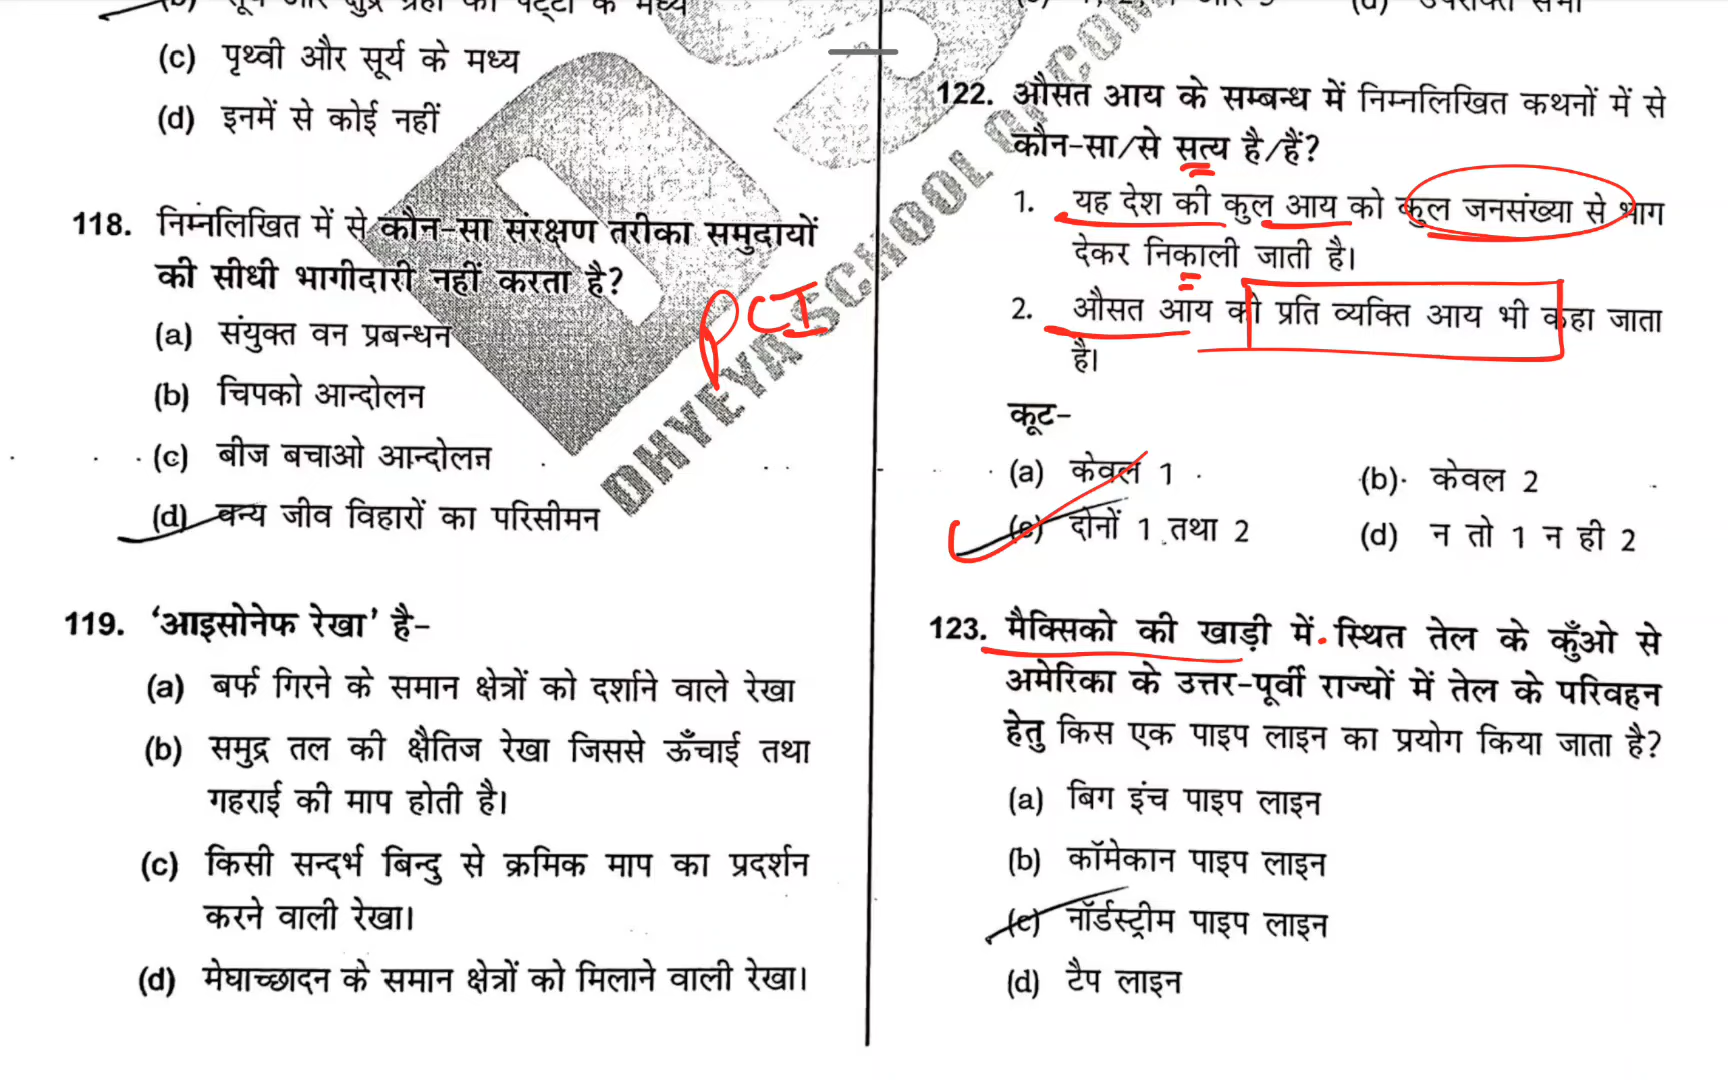 (c) पृथ्वी और सूर्य के मध्य
(d) इनमें से कोई नहीं
118. निम्नलिखित में से कौन-सा संरक्षण तरीका समुदायों
की सीधी भागीदारी नहीं करता है?
(a) संयुक्त वन प्रबन्धन
(b) चिपको आन्दोलन
(c) बीज बचाओ आन्दोलन
(d) वन्य जीव विहारों का परिसीमन
119. ‘आइसोनेफ रेखा’ है-
(a) बर्फ गिरने के समान क्षेत्रों को दर्शाने वाले रेखा
(b) समुद्र तल की क्षैतिज रेखा जिससे ऊँचाई तथा
गहराई की माप होती है।
(c) किसी सन्दर्भ बिन्दु से क्रमिक माप का प्रदर्शन
करने वाली रेखा।
(d) मेघाच्छादन के समान क्षेत्रों को मिलाने वाली रेखा।
PCI
DHYEYA SCHOOL
122. औसत आय के सम्बन्ध में निम्नलिखित कथनों में से
कौन-सा/से सत्य है/हैं?
1. यह देश की कुल आय को कुल जनसंख्या से भाग
देकर निकाली जाती है।
2. औसत आय को प्रति व्यक्ति आय भी कहा जाता
है।
कूट-
(a) केवल 1
(b) केवल 2
(c) दोनों 1 तथा 2
(d) न तो 1 न ही 2
123. मैक्सिको की खाड़ी में स्थित तेल के कुँओ से
अमेरिका के उत्तर-पूर्वी राज्यों में तेल के परिवहन
हेतु किस एक पाइप लाइन का प्रयोग किया जाता है?
(a) बिग इंच पाइप लाइन
(b) कॉमेकान पाइप लाइन
(c) नॉर्डस्ट्रीम पाइप लाइन
(d) टैप लाइन